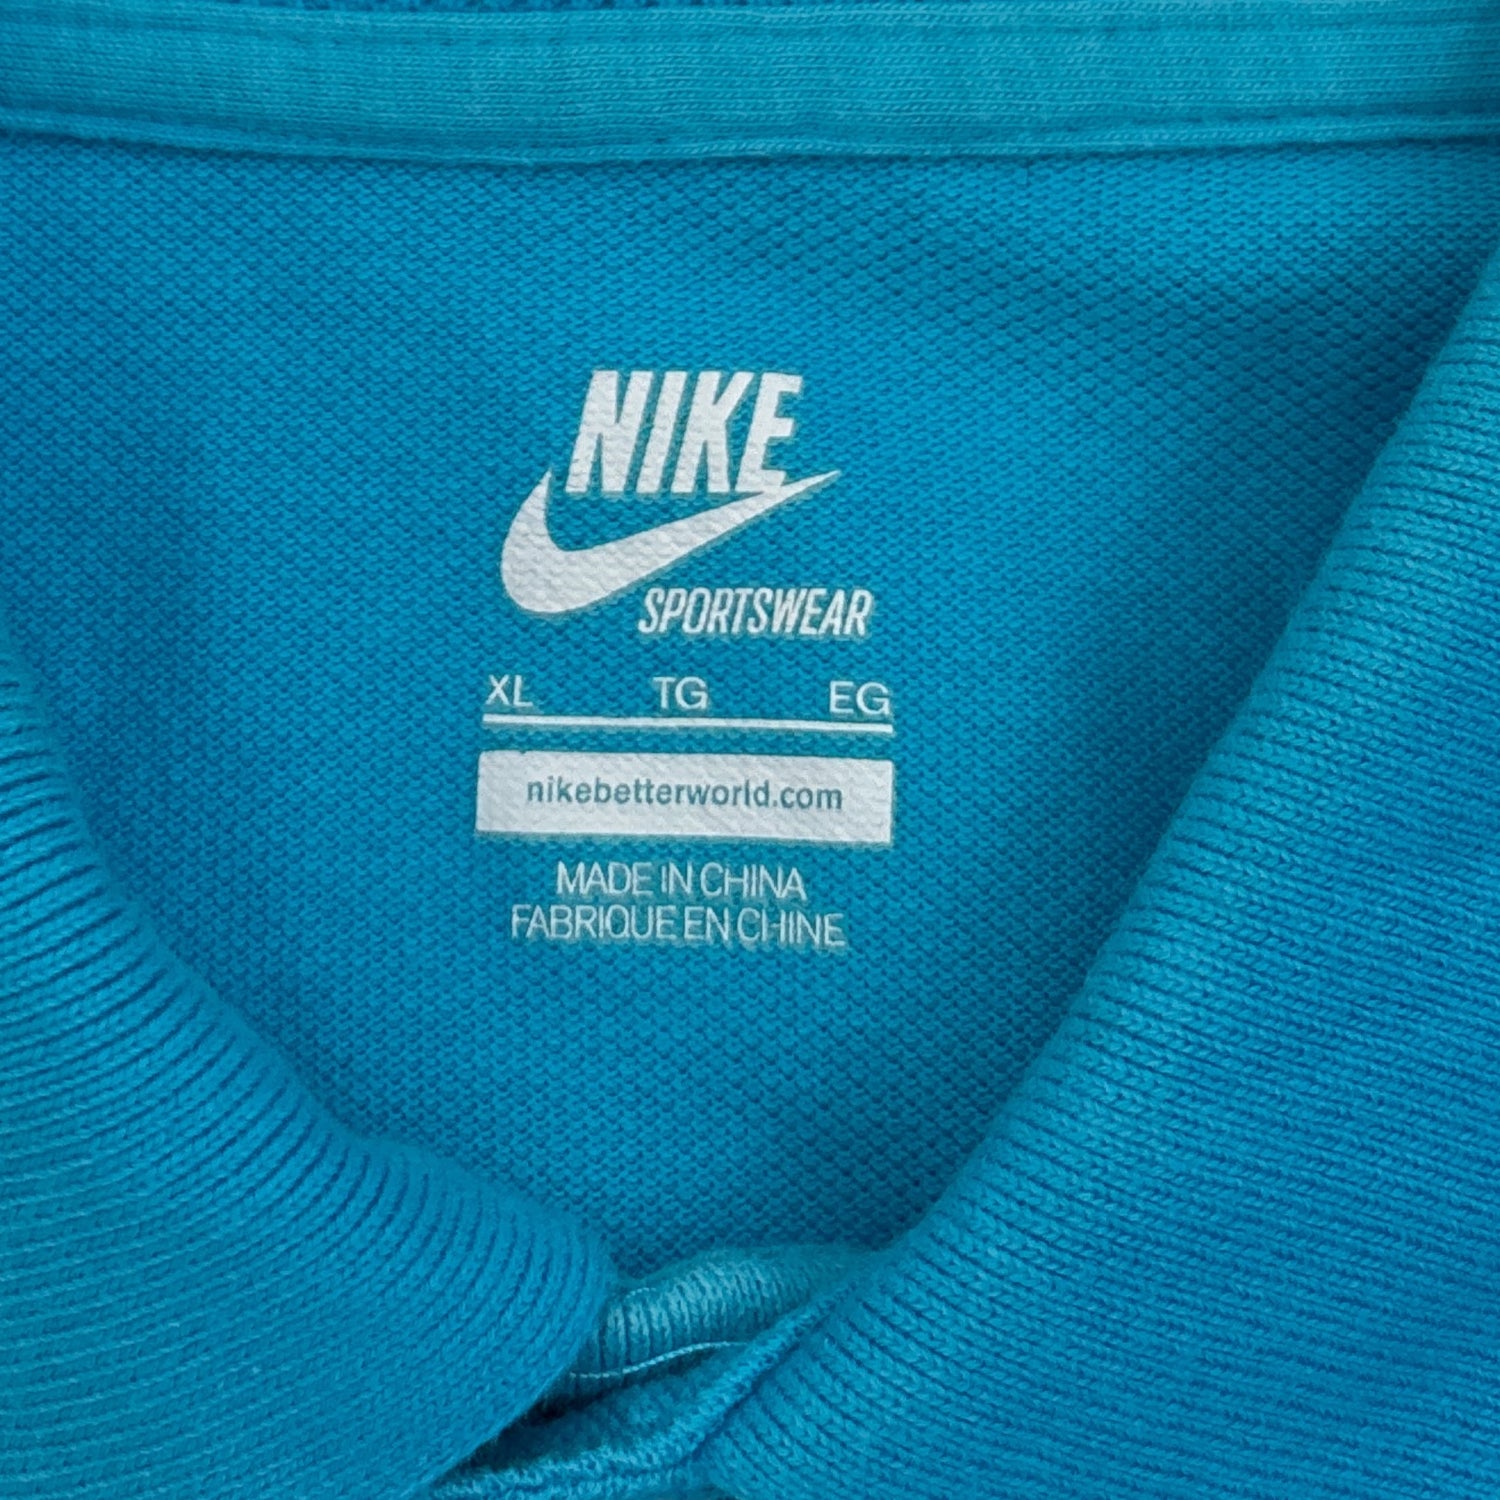 NIKE
SPORTSWEAR
XL TG EG
nikebetterworld.com
MADE IN CHINA
FABRIQUE EN CHINE